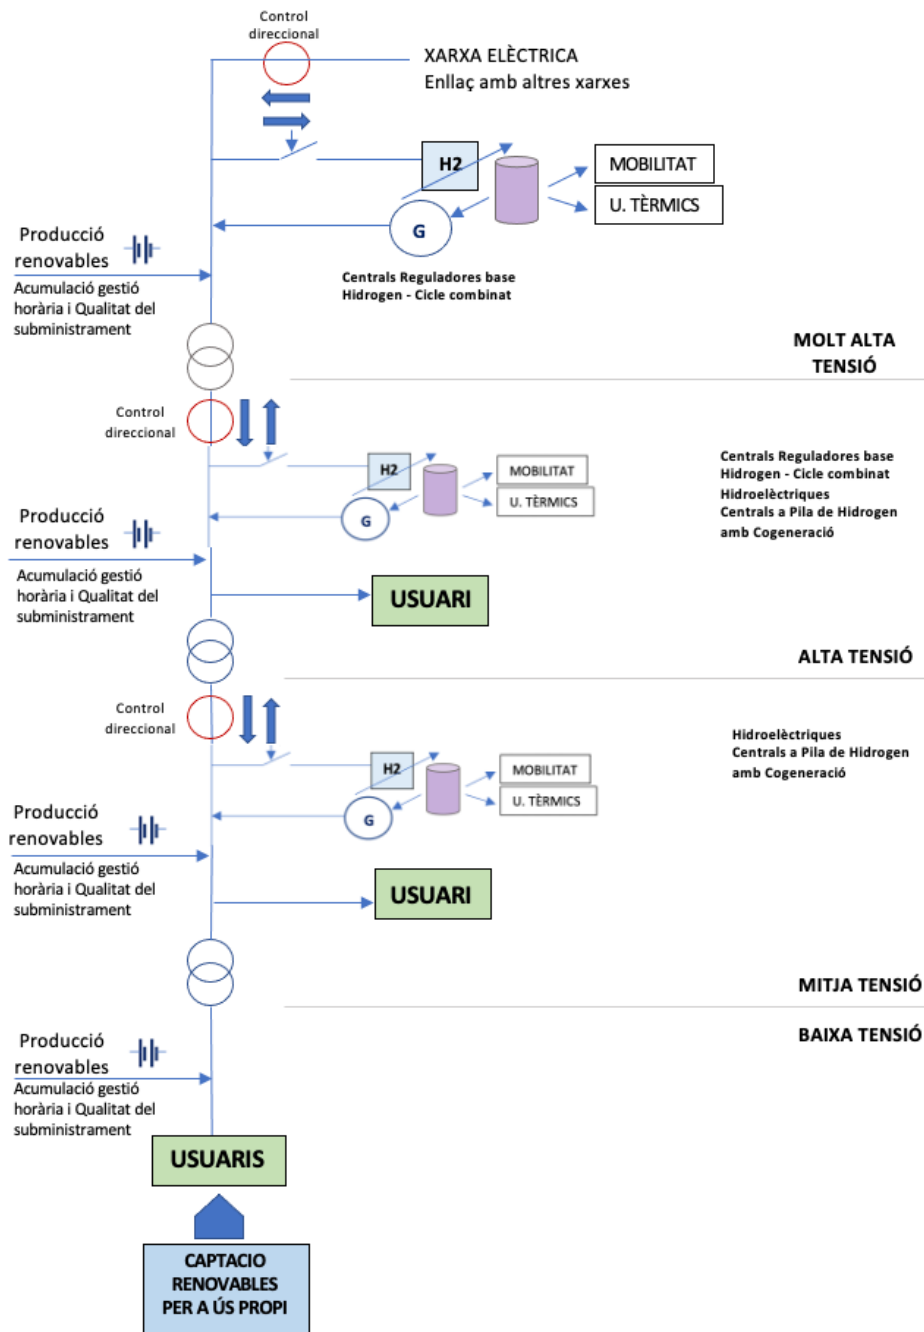 Control
direccional
XARXA ELÈCTRICA
Enllaç amb altres xarxes
H2
MOBILITAT
U. TÈRMICS
G
Producció
renovables
Acumulació gestió
horària i Qualitat del
subministrament
Centrals Reguladores base
Hidrogen - Cicle combinat
MOLT ALTA
TENSIÓ
Control
direccional
H2
MOBILITAT
U. TÈRMICS
G
Centrals Reguladores base
Hidrogen - Cicle combinat
Hidroelèctriques
Centrals a Pila de Hidrogen
amb Cogeneració
Producció
renovables
Acumulació gestió
horària i Qualitat del
subministrament
USUARI
ALTA TENSIÓ
Control
direccional
H2
MOBILITAT
U. TÈRMICS
G
Hidroelèctriques
Centrals a Pila de Hidrogen
amb Cogeneració
Producció
renovables
Acumulació gestió
horària i Qualitat del
subministrament
USUARI
MITJA TENSIÓ
BAIXA TENSIÓ
Producció
renovables
Acumulació gestió
horària i Qualitat del
subministrament
USUARIS
CAPTACIO
RENOVABLES
PER A ÚS PROPI